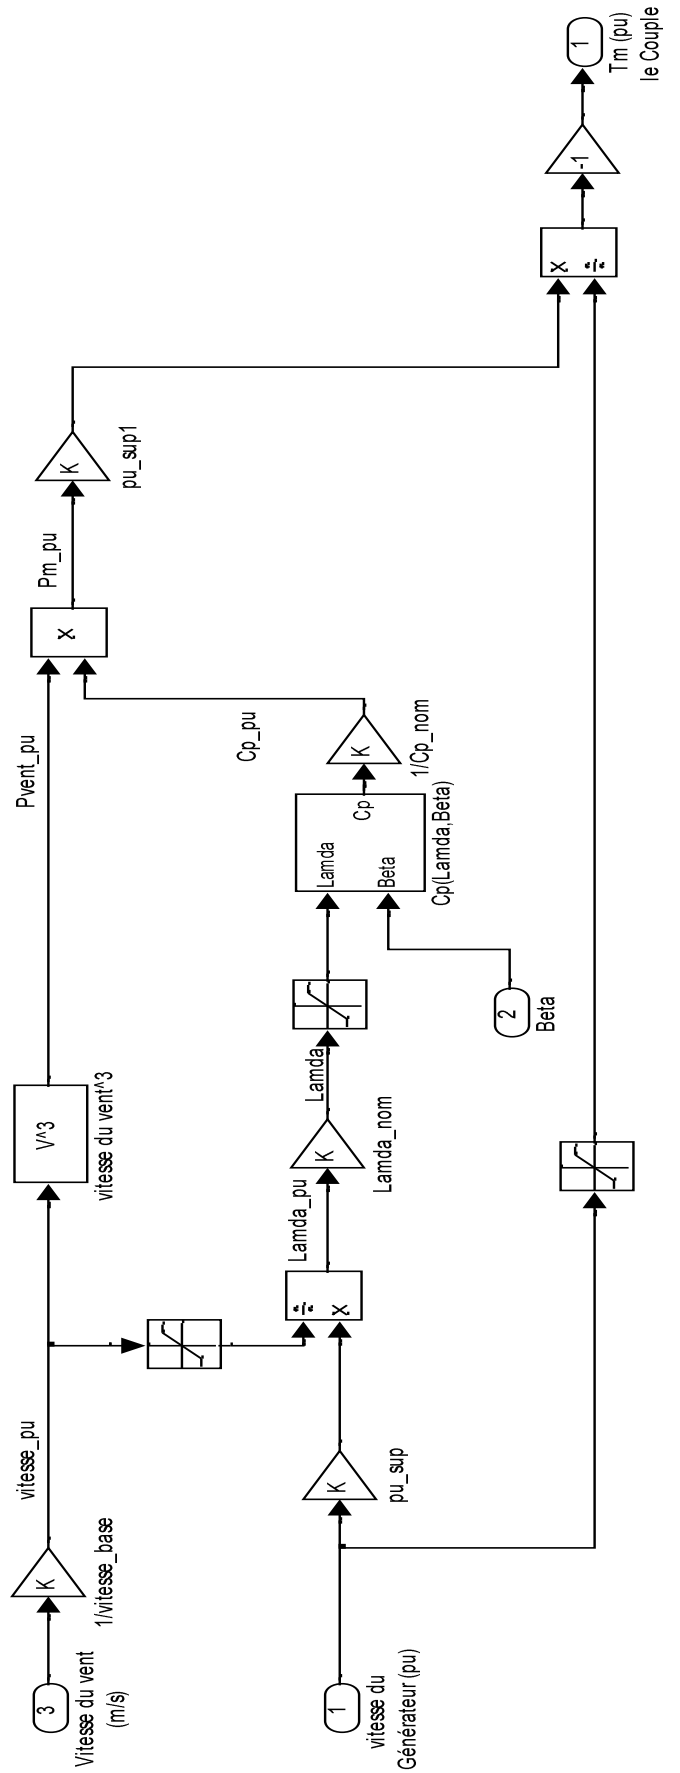 3
Vitesse du vent
(m/s)
K
1/vitesse_base
vitesse_pu
V^3
vitesse du vent^3
Pvent_pu
X
Pm_pu
K
pu_sup1
1
vitesse du
Générateur (pu)
K
pu_sup
÷
X
Lamda_pu
K
Lamda_nom
Lamda
2
Beta
Lamda
Beta
Cp
Cp(Lamda,Beta)
K
1/Cp_nom
Cp_pu
X
÷
-1
1
Tm (pu)
le Couple